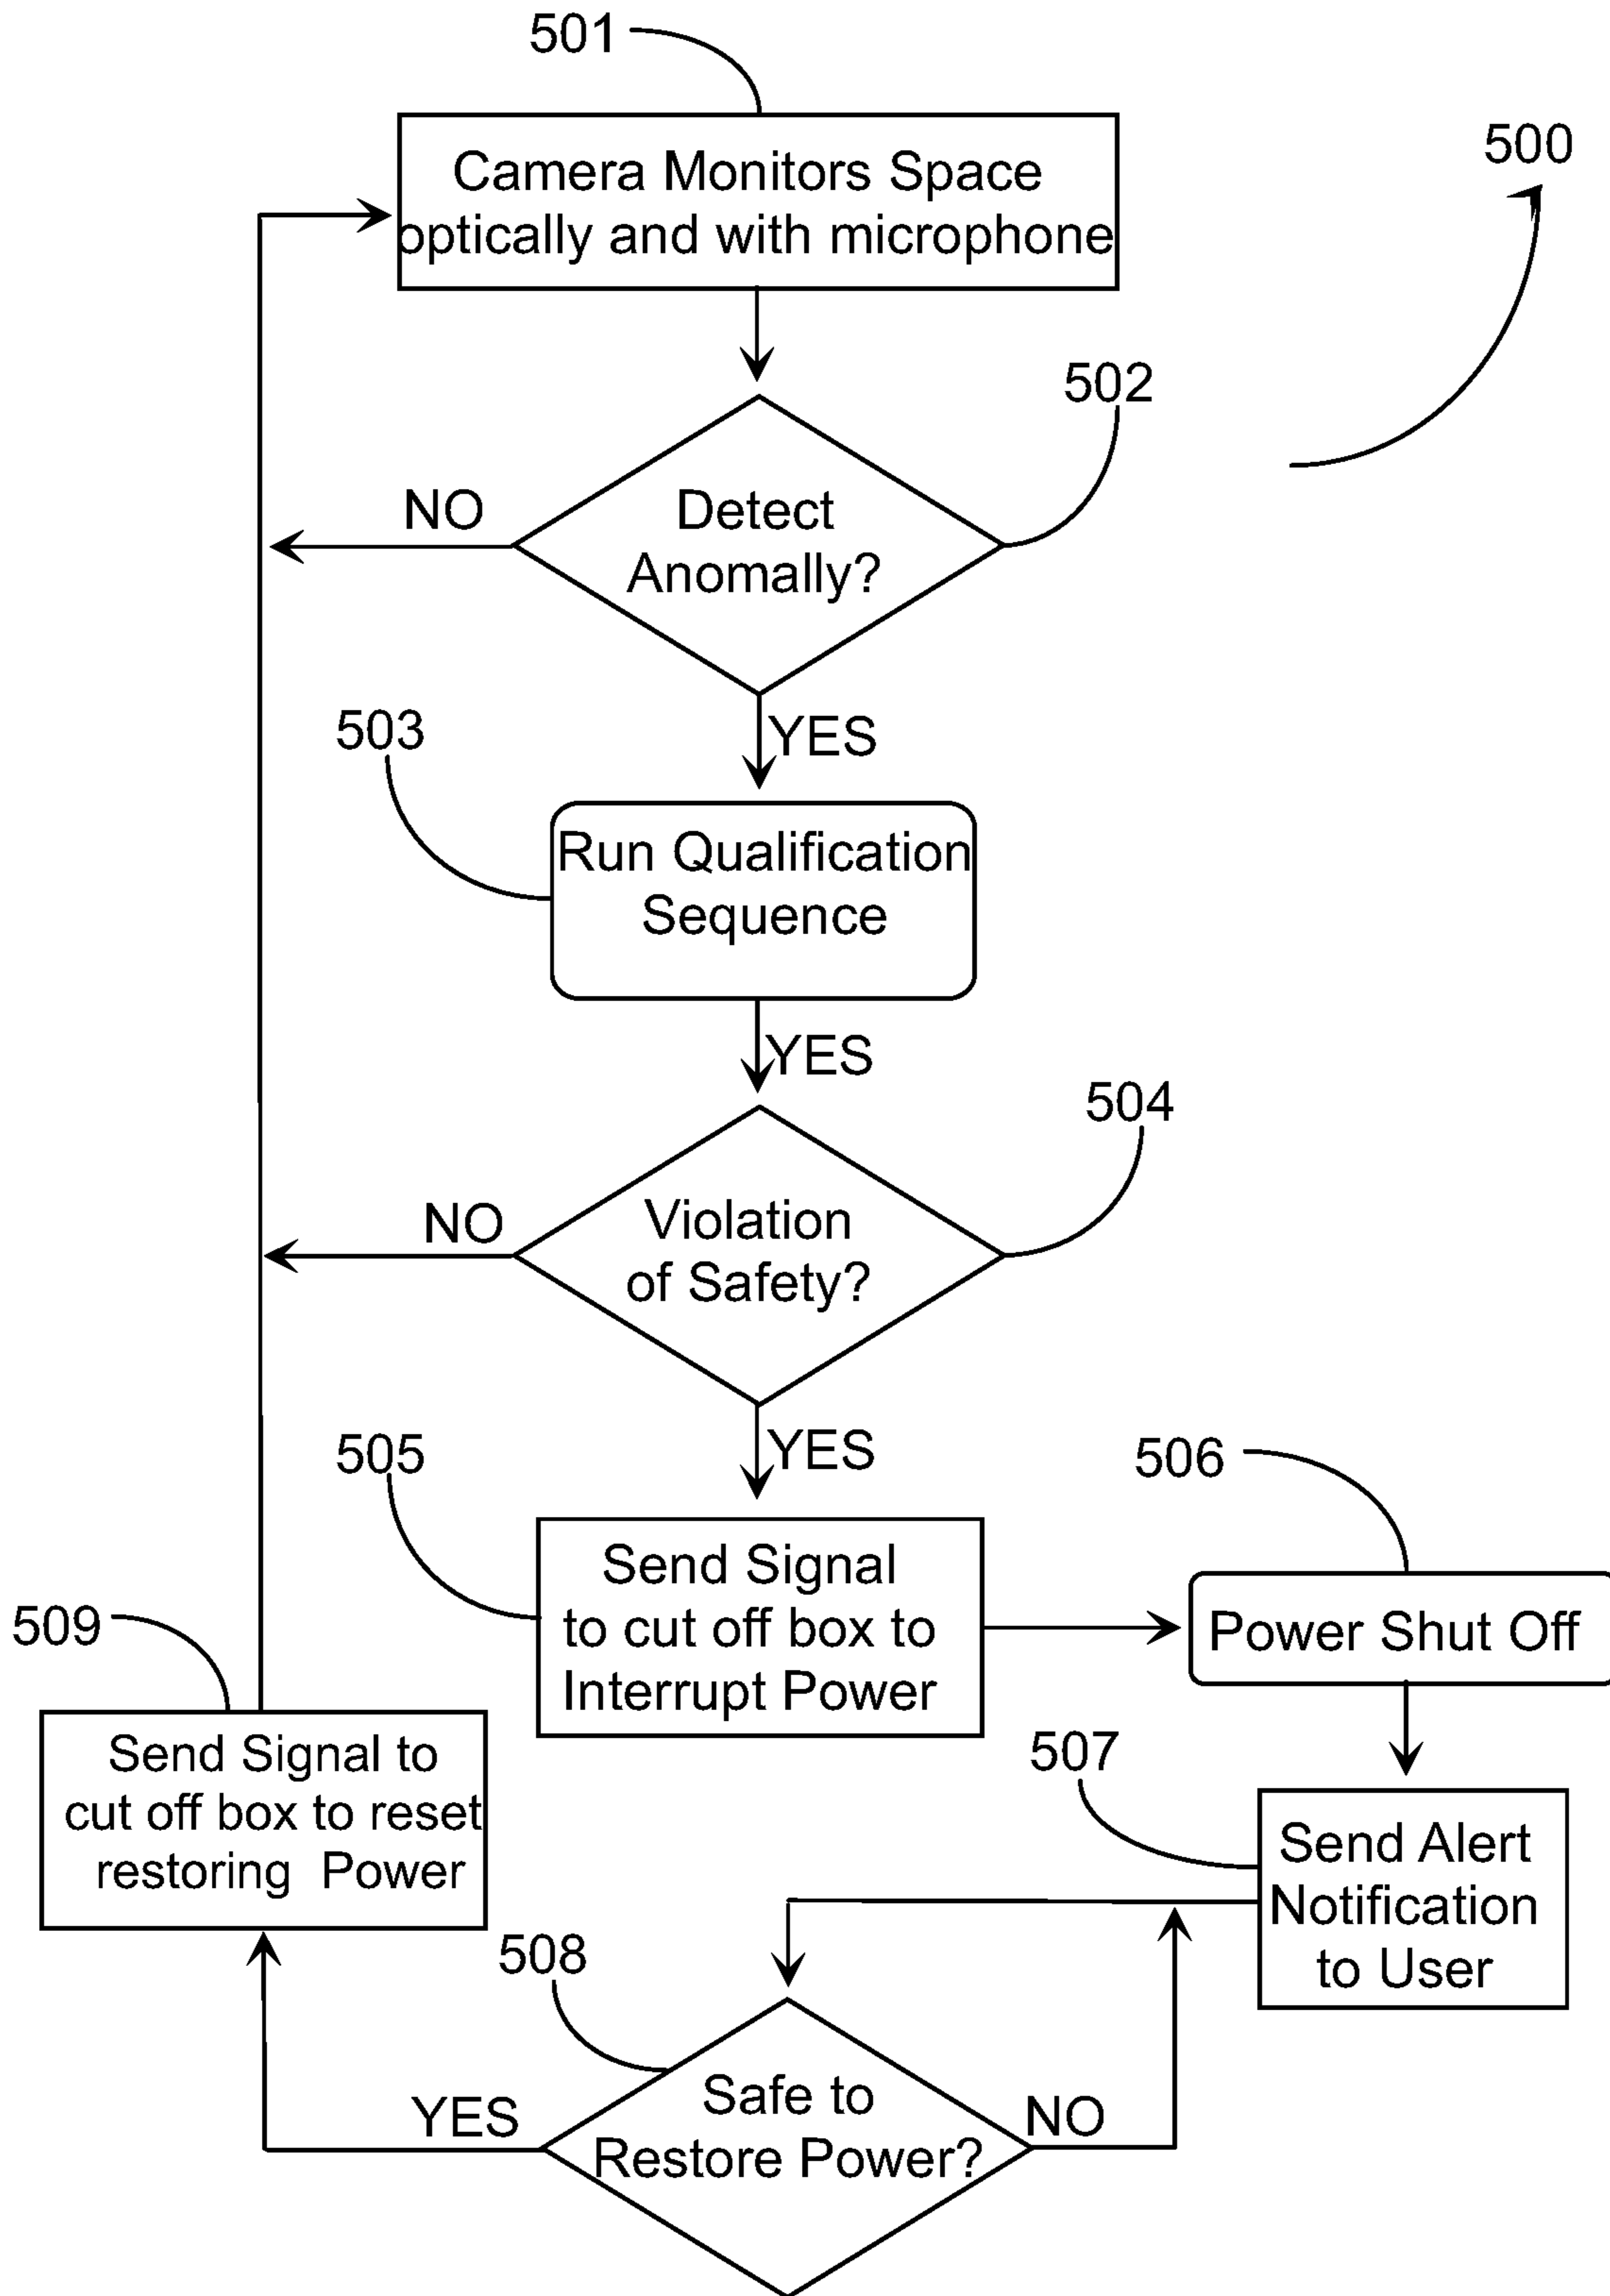 501
500
Camera Monitors Space
optically and with microphone
502
NO
Detect
Anomally?
YES
503
Run Qualification
Sequence
YES
504
NO
Violation
of Safety?
YES
505
506
Send Signal
to cut off box to
Interrupt Power
Power Shut Off
509
Send Signal to
cut off box to reset
restoring Power
507
Send Alert
Notification
to User
508
YES
Safe to
Restore Power?
NO